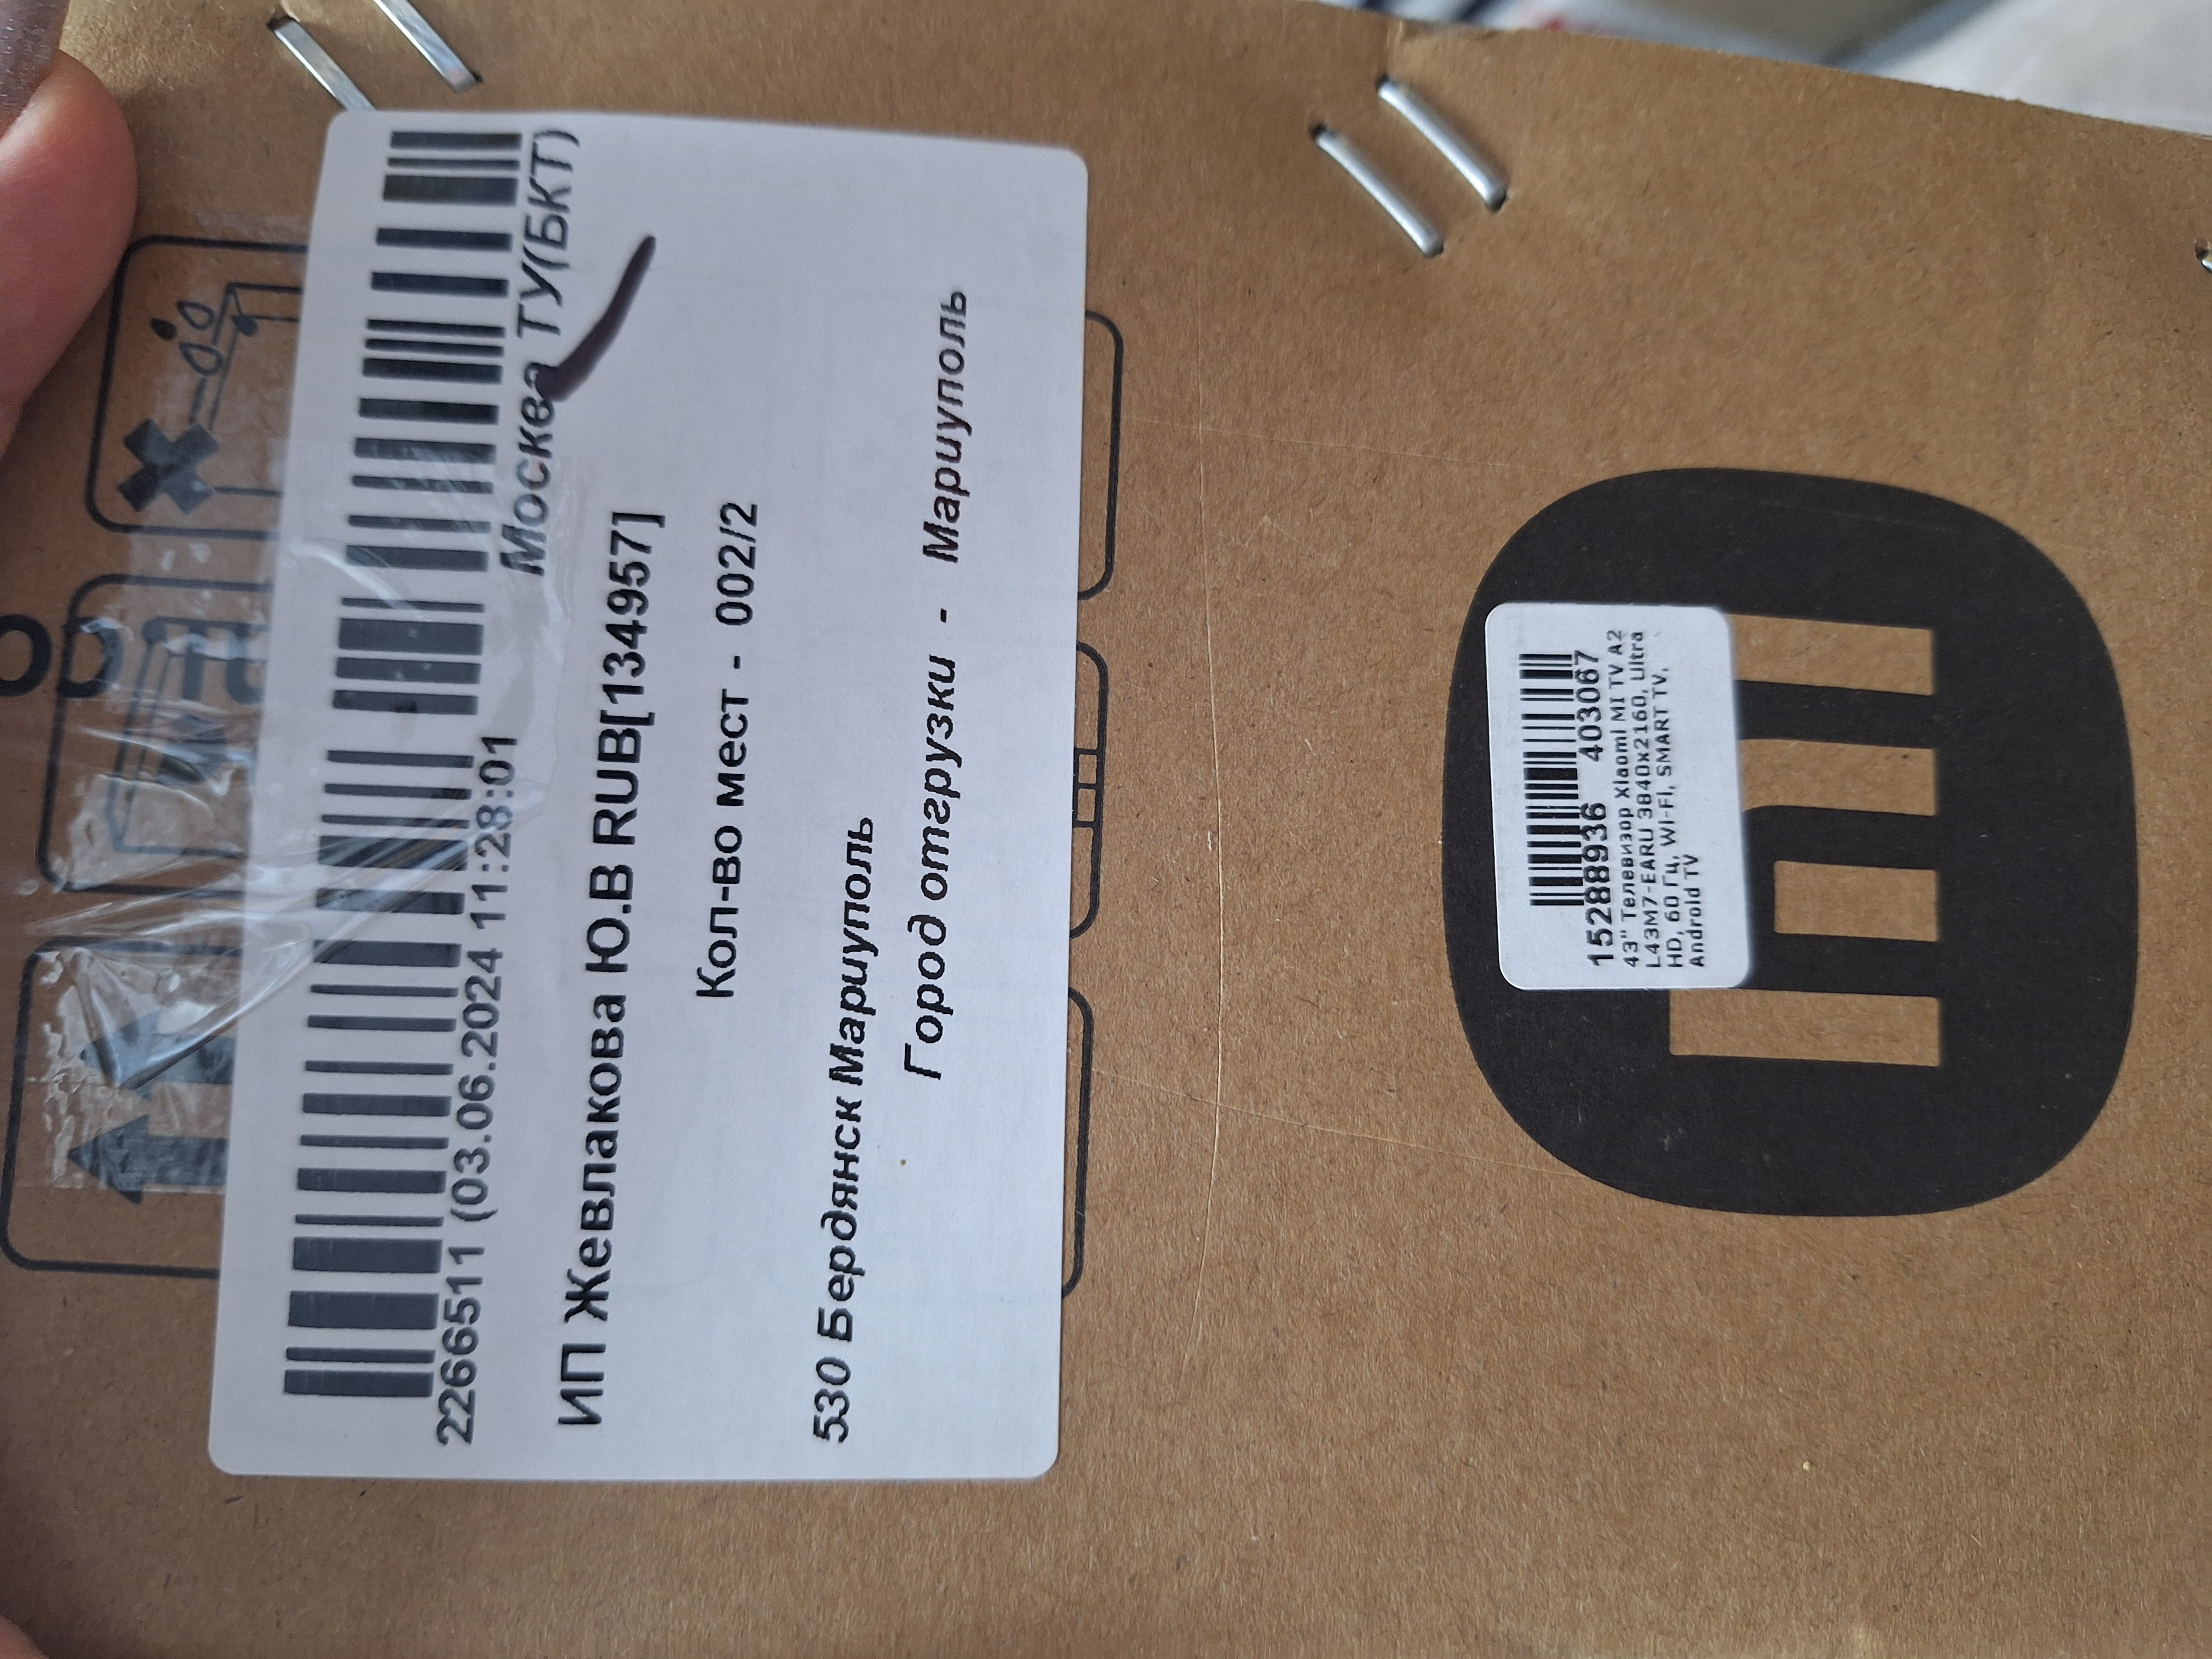 2266511 (03.06.2024 11:28:01
Москва ТУ(БКТ)
ИП Жевлакова Ю.В RUB[134957]
Кол-во мест - 002/2
530 Бердянск Мариуполь
Город отгрузки - Мариуполь
15288936 403067
43" Телевизор Xiaomi MI TV A2
L43M7-EARU 3840x2160, Ultra
HD, 60 Гц, Wi-Fi, SMART TV,
Android TV